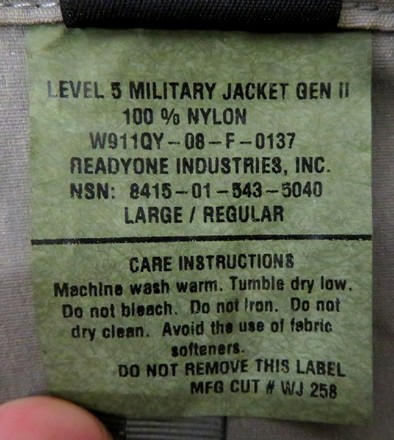 LEVEL 5 MILITARY JACKET GEN II
100 % NYLON
W911QY-08-F-0137
READYONE INDUSTRIES, INC.
NSN: 8415-01-543-5040
LARGE / REGULAR
CARE INSTRUCTIONS
Machine wash warm. Tumble dry low.
Do not bleach. Do not Iron. Do not
dry clean. Avoid the use of fabric
softeners.
DO NOT REMOVE THIS LABEL
MFG CUT # WJ 258